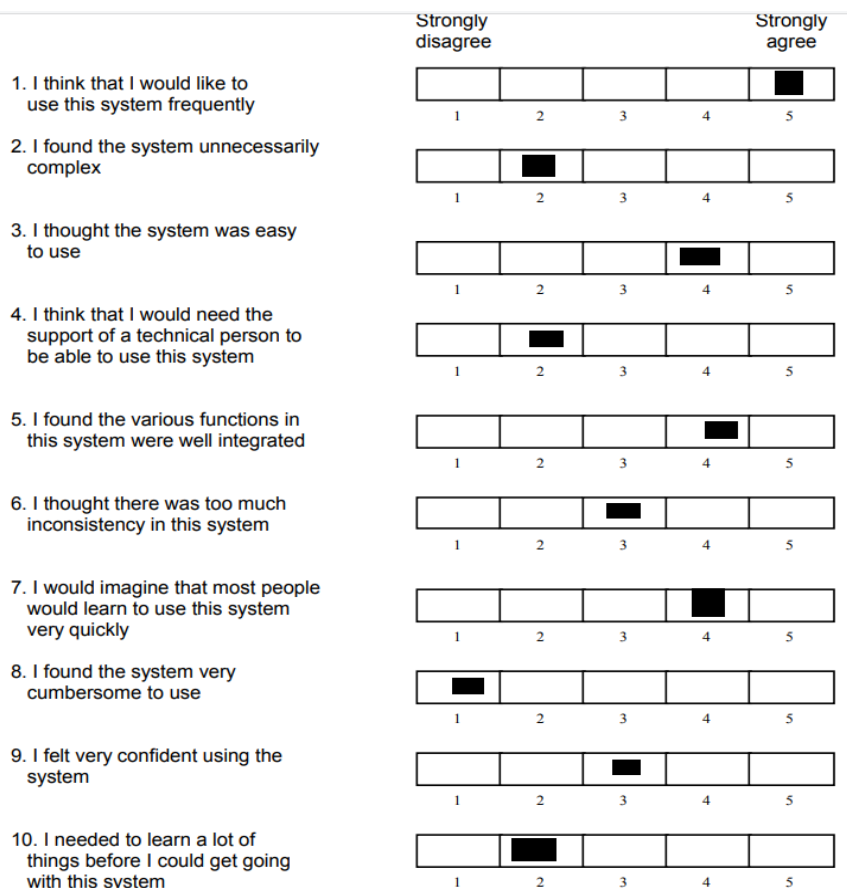 Strongly Strongly
disagree agree
1. I think that I would like to
use this system frequently
1 2 3 4 5
2. I found the system unnecessarily
complex
1 2 3 4 5
3. I thought the system was easy
to use
1 2 3 4 5
4. I think that I would need the
support of a technical person to
be able to use this system
1 2 3 4 5
5. I found the various functions in
this system were well integrated
1 2 3 4 5
6. I thought there was too much
inconsistency in this system
1 2 3 4 5
7. I would imagine that most people
would learn to use this system
very quickly
1 2 3 4 5
8. I found the system very
cumbersome to use
1 2 3 4 5
9. I felt very confident using the
system
1 2 3 4 5
10. I needed to learn a lot of
things before I could get going
with this system
1 2 3 4 5